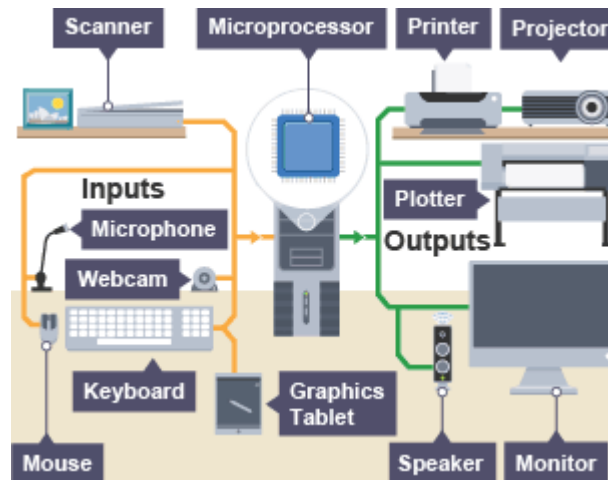 Scanner
Microprocessor
Printer
Projector
Inputs
Plotter
Microphone
Outputs
Webcam
Keyboard
Graphics
Tablet
Mouse
Speaker
Monitor